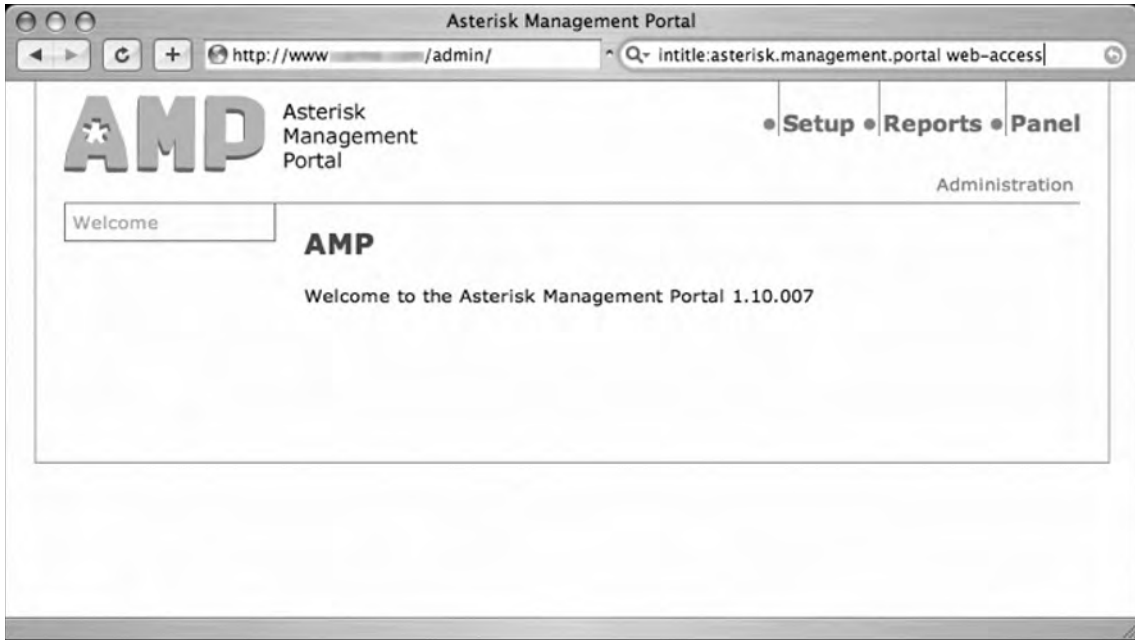 Asterisk Management Portal
http://www /admin/
intitle:asterisk.management.portal web-access
AMP
Asterisk
Management
Portal
Setup
Reports
Panel
Administration
Welcome
AMP
Welcome to the Asterisk Management Portal 1.10.007